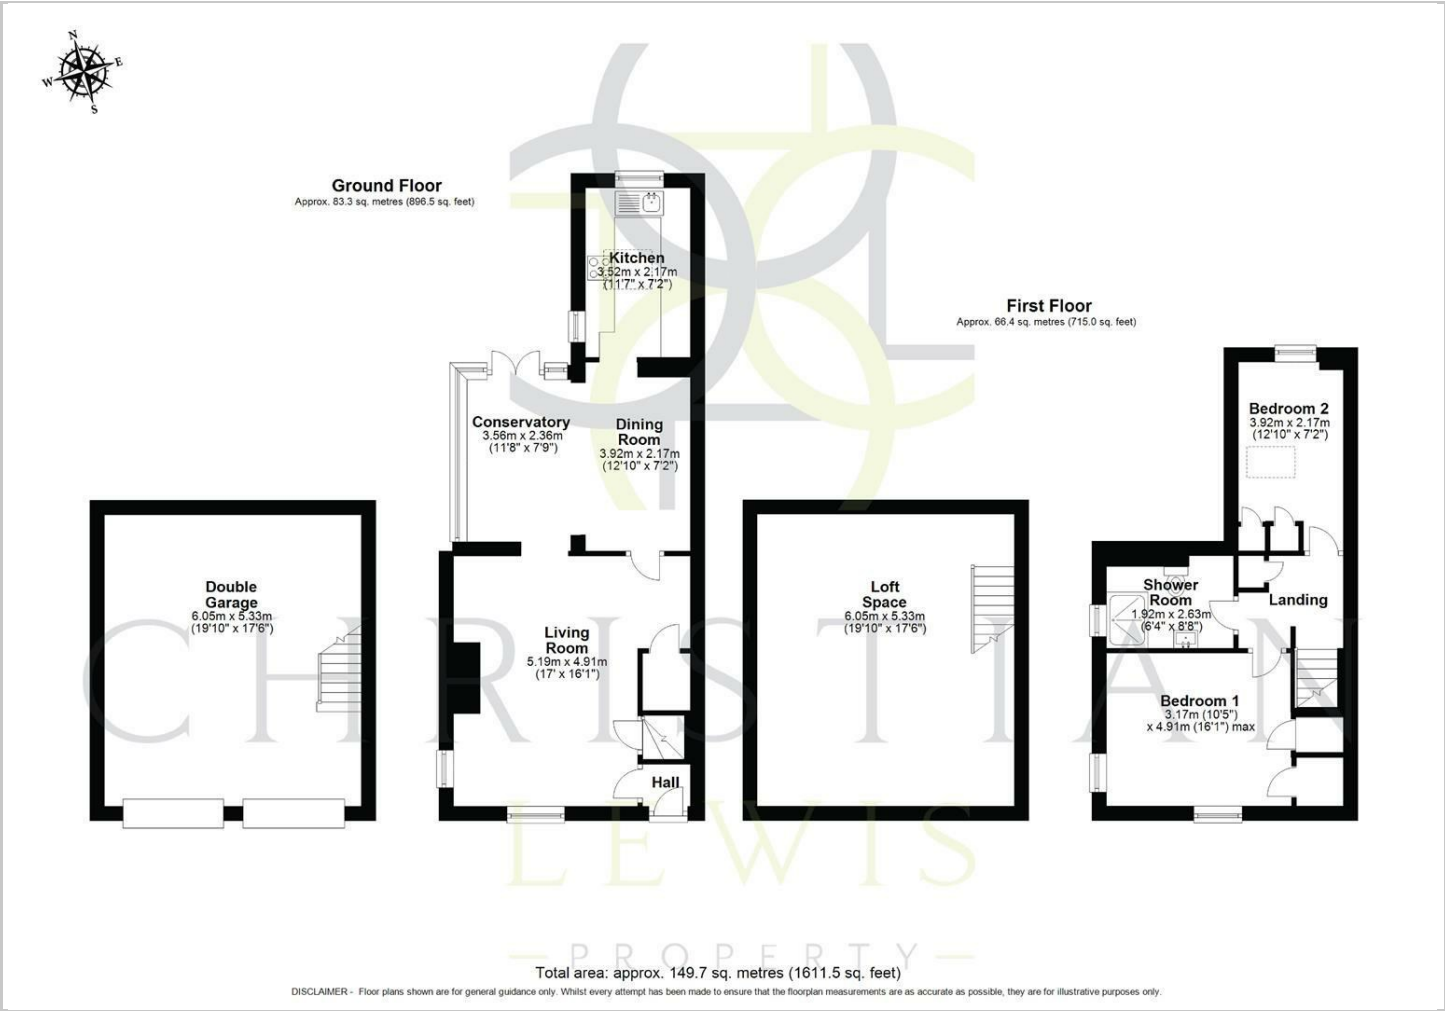 N
W
E
S
Ground Floor
Approx. 83.3 sq. metres (896.5 sq. feet)
Kitchen
3.52m x 2.17m
(11'7" x 7'2")
Conservatory
3.56m x 2.36m
(11'8" x 7'9")
Dining
Room
3.92m x 2.17m
(12'10" x 7'2")
Double
Garage
6.05m x 5.33m
(19'10" x 17'6")
Living
Room
5.19m x 4.91m
(17' x 16'1")
Hall
First Floor
Approx. 66.4 sq. metres (715.0 sq. feet)
Loft
Space
6.05m x 5.33m
(19'10" x 17'6")
Bedroom 2
3.92m x 2.17m
(12'10" x 7'2")
Shower
Room
1.92m x 2.63m
(6'4" x 8'8")
Landing
Bedroom 1
3.17m (10'5")
x 4.91m (16'1") max
CHRISTIAN
LEWIS
PROPERTY
Total area: approx. 149.7 sq. metres (1611.5 sq. feet)
DISCLAIMER - Floor plans shown are for general guidance only. Whilst every attempt has been made to ensure that the floorplan measurements are as accurate as possible, they are for illustrative purposes only.